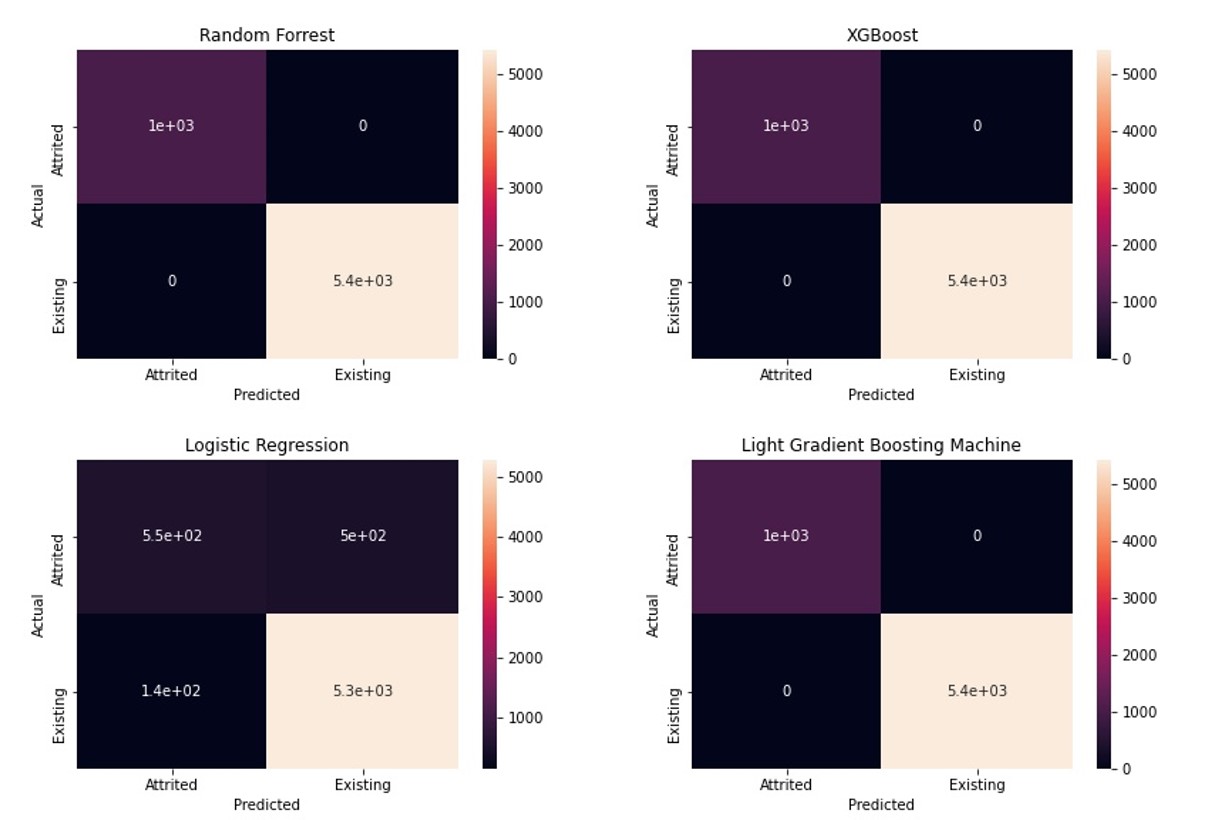 Random Forrest
Actual
Attrited
Existing
1e+03
0
0
5.4e+03
Attrited
Existing
Predicted
5000
4000
3000
2000
1000
0
XGBoost
Actual
Attrited
Existing
1e+03
0
0
5.4e+03
Attrited
Existing
Predicted
5000
4000
3000
2000
1000
0
Logistic Regression
Actual
Attrited
Existing
5.5e+02
5e+02
1.4e+02
5.3e+03
Attrited
Existing
Predicted
5000
4000
3000
2000
1000
Light Gradient Boosting Machine
Actual
Attrited
Existing
1e+03
0
0
5.4e+03
Attrited
Existing
Predicted
5000
4000
3000
2000
1000
0